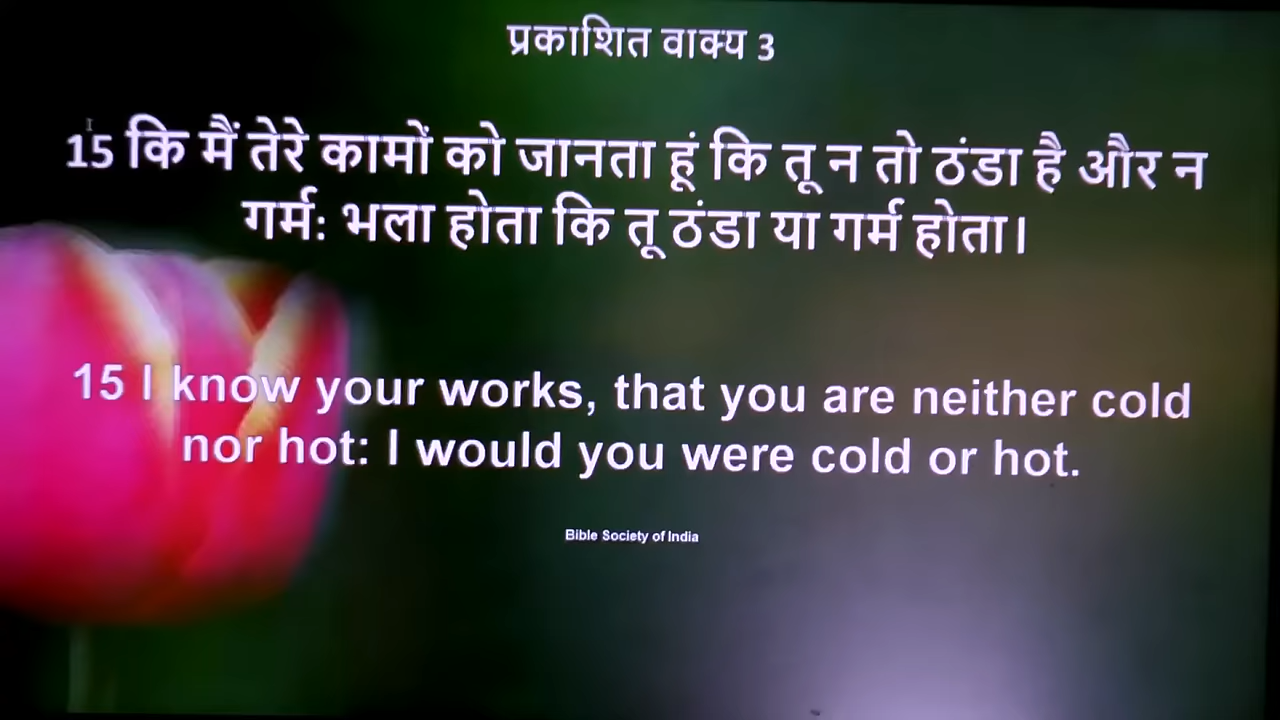 प्रकाशित वाक्य 3
15 कि मैं तेरे कामों को जानता हूं कि तू न तो ठंडा है और न
गर्म: भला होता कि तू ठंडा या गर्म होता।
15 I know your works, that you are neither cold
nor hot: I would you were cold or hot.
Bible Society of India